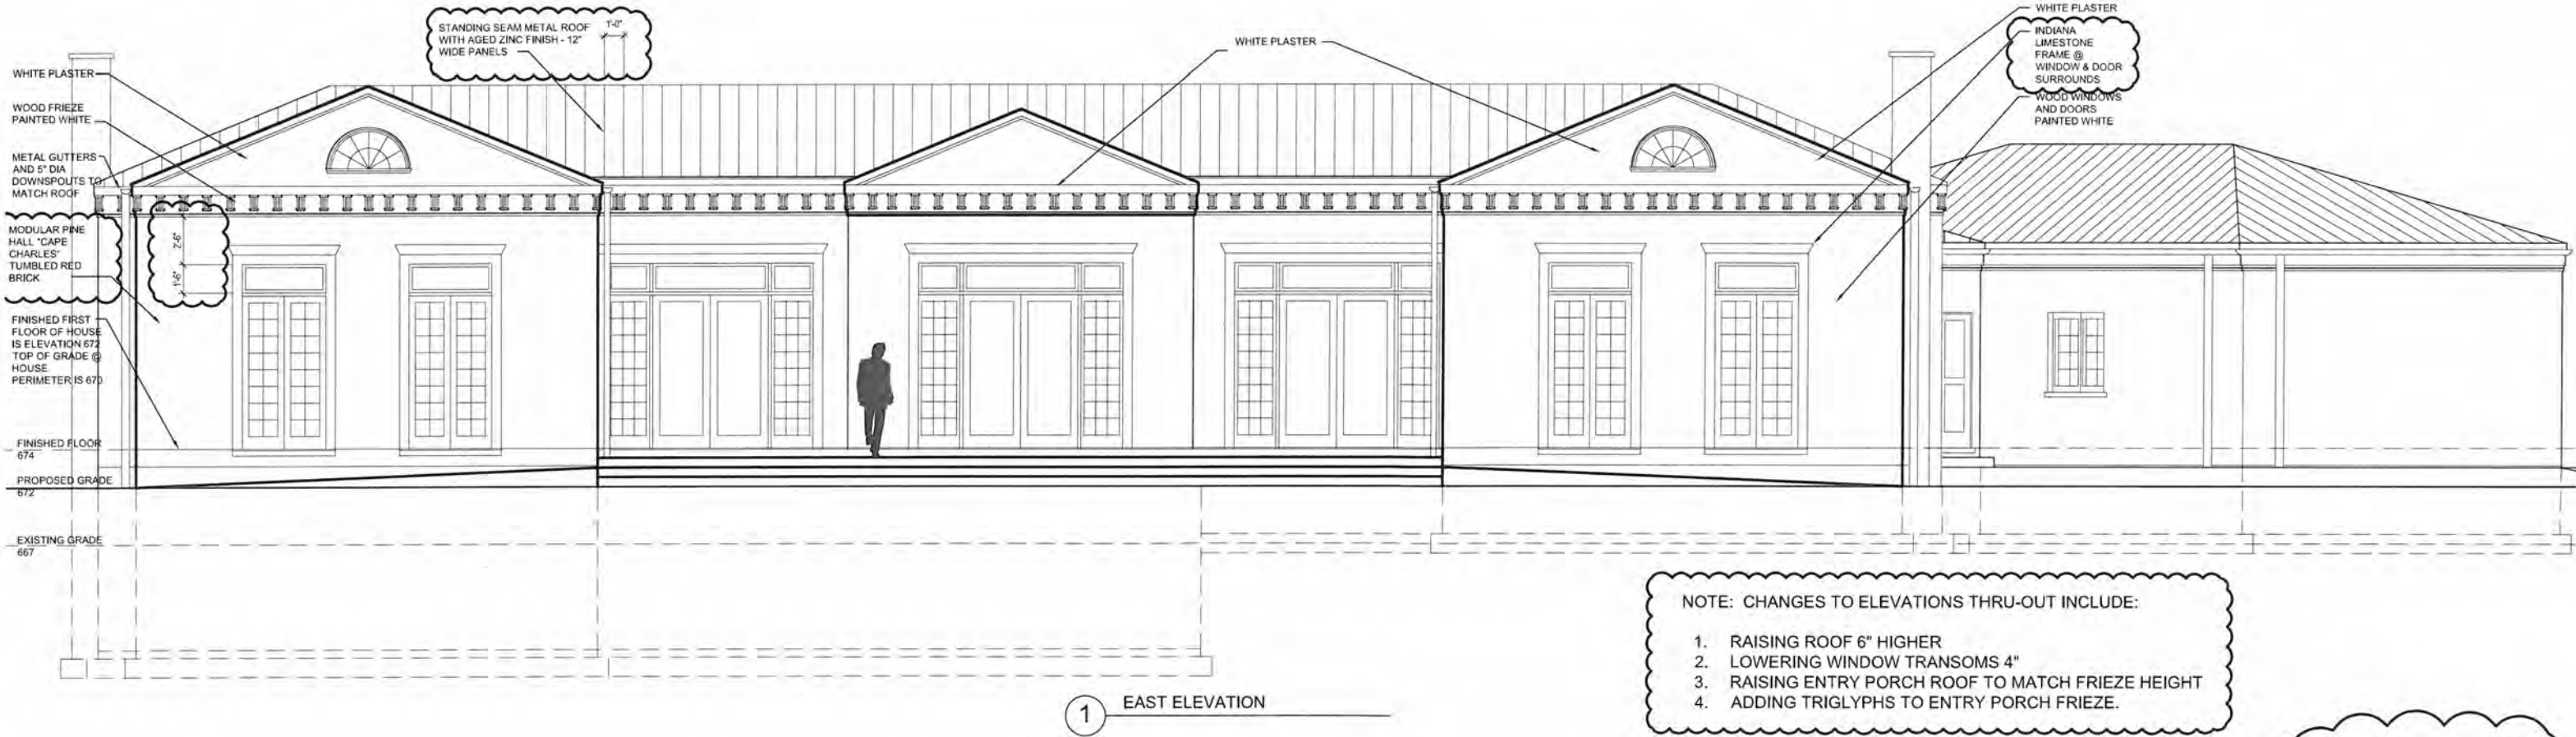 STANDING SEAM METAL ROOF
WITH AGED ZINC FINISH - 12"
WIDE PANELS
1'-0"
WHITE PLASTER
WOOD FRIEZE
PAINTED WHITE
METAL GUTTERS
AND 5" DIA
DOWNSPOUTS TO
MATCH ROOF
MODULAR PINE
HALL "CAPE
CHARLES"
TUMBLED RED
BRICK
2'-6"
1'-6"
FINISHED FIRST
FLOOR OF HOUSE
IS ELEVATION 672
TOP OF GRADE @
HOUSE
PERIMETER IS 670
FINISHED FLOOR
674
PROPOSED GRADE
672
EXISTING GRADE
667
WHITE PLASTER
WHITE PLASTER
INDIANA
LIMESTONE
FRAME @
WINDOW & DOOR
SURROUNDS
WOOD WINDOWS
AND DOORS
PAINTED WHITE
NOTE: CHANGES TO ELEVATIONS THRU-OUT INCLUDE:
1. RAISING ROOF 6" HIGHER
2. LOWERING WINDOW TRANSOMS 4"
3. RAISING ENTRY PORCH ROOF TO MATCH FRIEZE HEIGHT
4. ADDING TRIGLYPHS TO ENTRY PORCH FRIEZE.
1 EAST ELEVATION